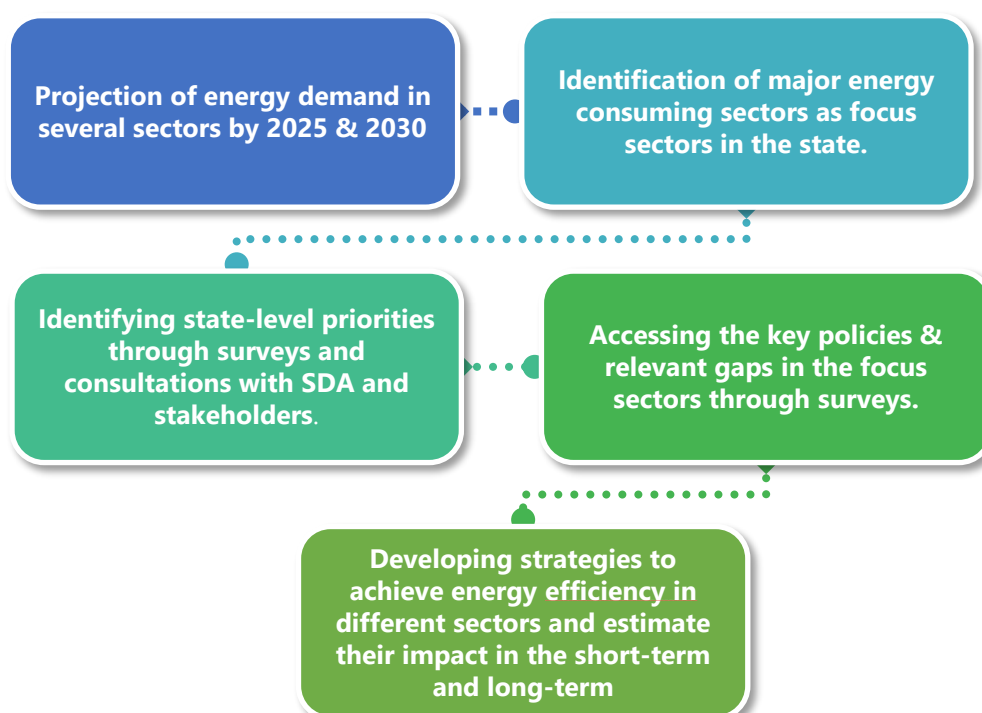 Projection of energy demand in
several sectors by 2025 & 2030
Identification of major energy
consuming sectors as focus
sectors in the state.
Identifying state-level priorities
through surveys and
consultations with SDA and
stakeholders.
Accessing the key policies &
relevant gaps in the focus
sectors through surveys.
Developing strategies to
achieve energy efficiency in
different sectors and estimate
their impact in the short-term
and long-term